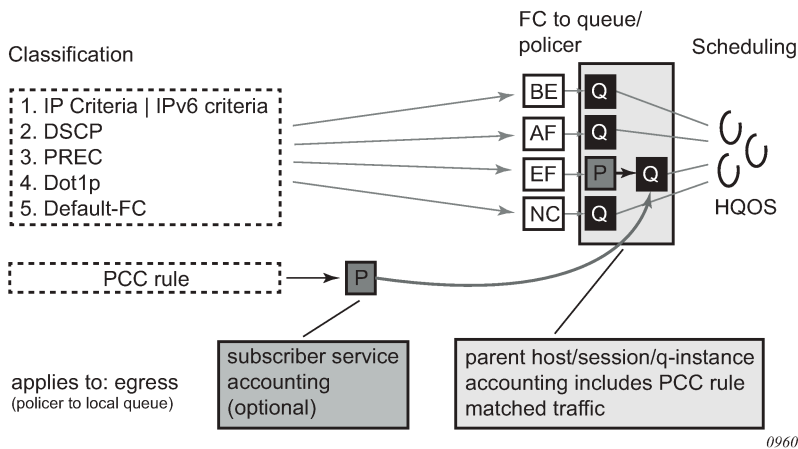 Classification
FC to queue/
policer
Scheduling
1. IP Criteria | IPv6 criteria
2. DSCP
3. PREC
4. Dot1p
5. Default-FC
BE
Q
AF
Q
EF
P
Q
NC
Q
HQOS
PCC rule
P
applies to: egress
(policer to local queue)
subscriber service
accounting
(optional)
parent host/session/q-instance
accounting includes PCC rule
matched traffic
0960